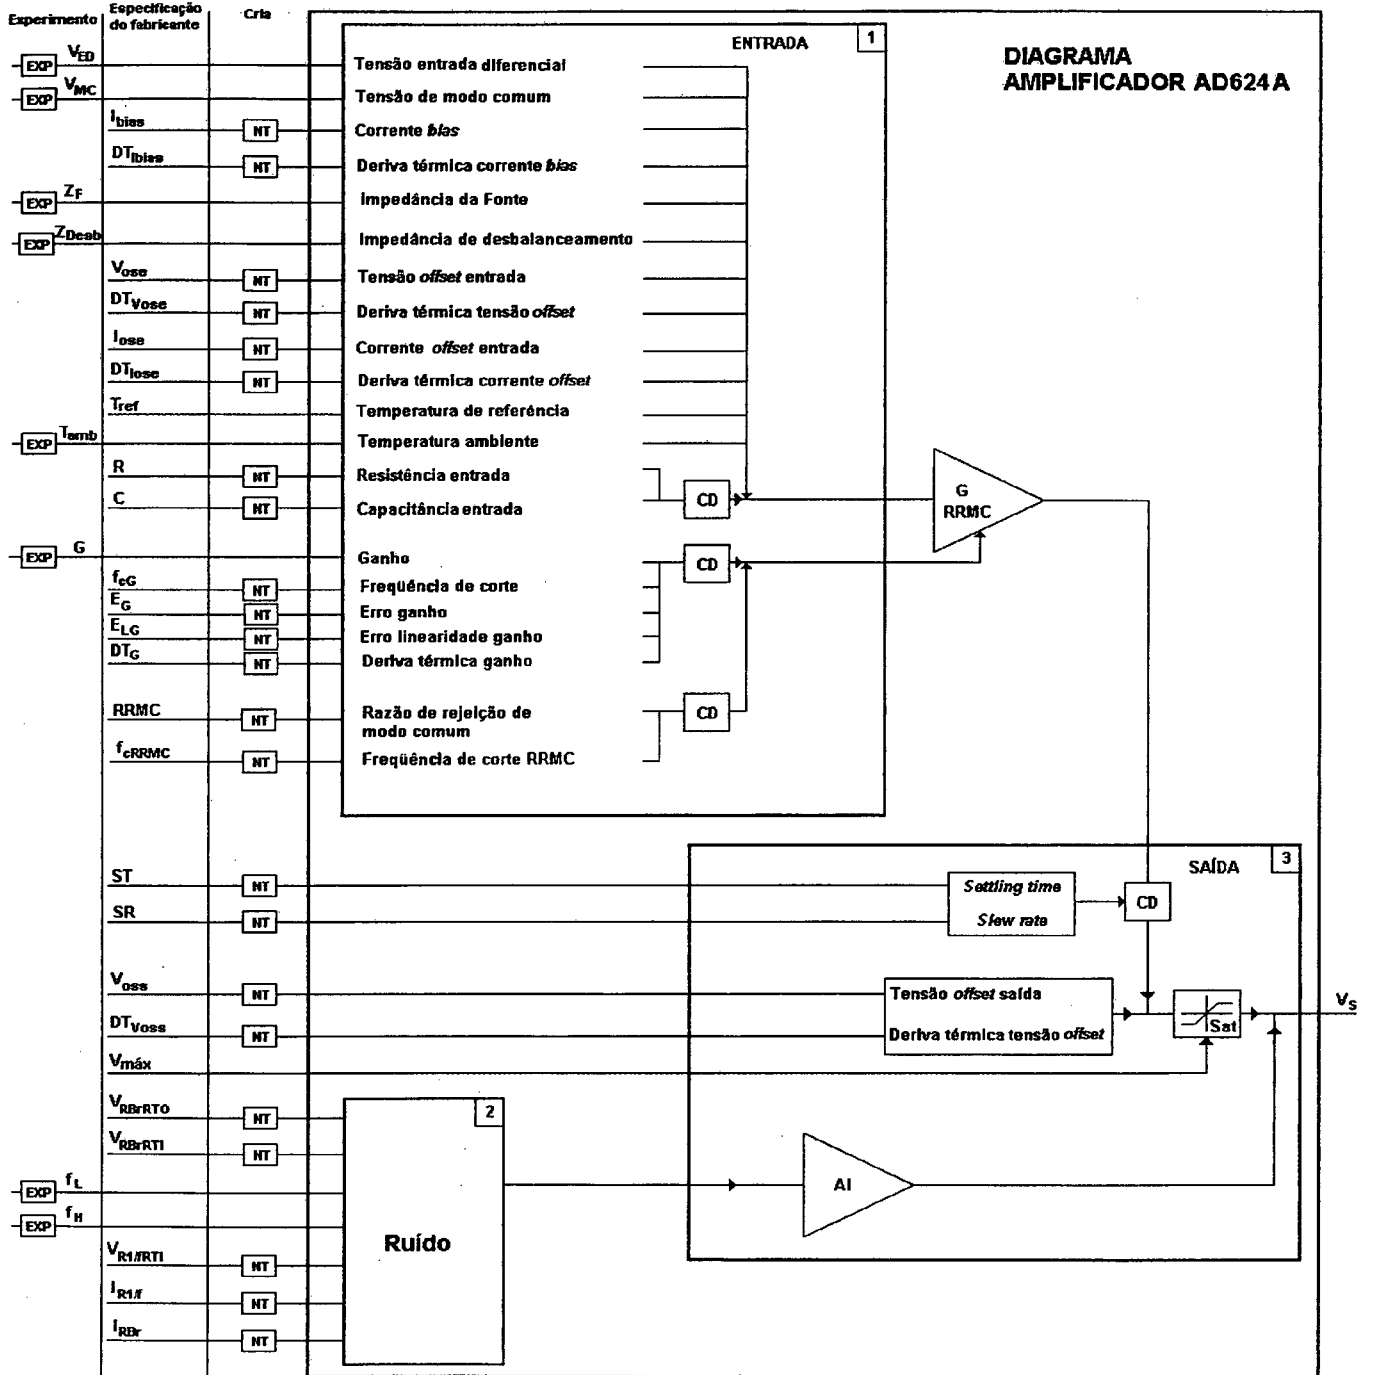 Experimento
Especificação
do fabricante
Cria
DIAGRAMA
AMPLIFICADOR AD624A
ENTRADA
1
EXP
V_ED
Tensão entrada diferencial
EXP
V_MC
Tensão de modo comum
I_bias
NT
Corrente bias
DT_Ibias
NT
Deriva térmica corrente bias
EXP
Z_F
Impedância da Fonte
EXP
Z_Desb
Impedância de desbalanceamento
V_ose
NT
Tensão offset entrada
DT_Vose
NT
Deriva térmica tensão offset
I_ose
NT
Corrente offset entrada
DT_Iose
NT
Deriva térmica corrente offset
T_ref
Temperatura de referência
EXP
T_amb
Temperatura ambiente
R
NT
Resistência entrada
CD
C
NT
Capacitância entrada
G
RRMC
EXP
G
Ganho
CD
f_cG
NT
Freqüência de corte
E_G
NT
Erro ganho
E_LG
NT
Erro linearidade ganho
DT_G
NT
Deriva térmica ganho
RRMC
NT
Razão de rejeição de
modo comum
CD
f_cRRMC
NT
Freqüência de corte RRMC
SAÍDA
3
ST
NT
Settling time
SR
NT
Slew rate
CD
V_oss
NT
Tensão offset saída
DT_Voss
NT
Deriva térmica tensão offset
Sat
V_S
V_máx
V_RBrRTO
NT
2
V_RBrRTI
NT
EXP
f_L
AI
EXP
f_H
Ruído
V_R1/fRTI
NT
I_R1/f
NT
I_RBr
NT